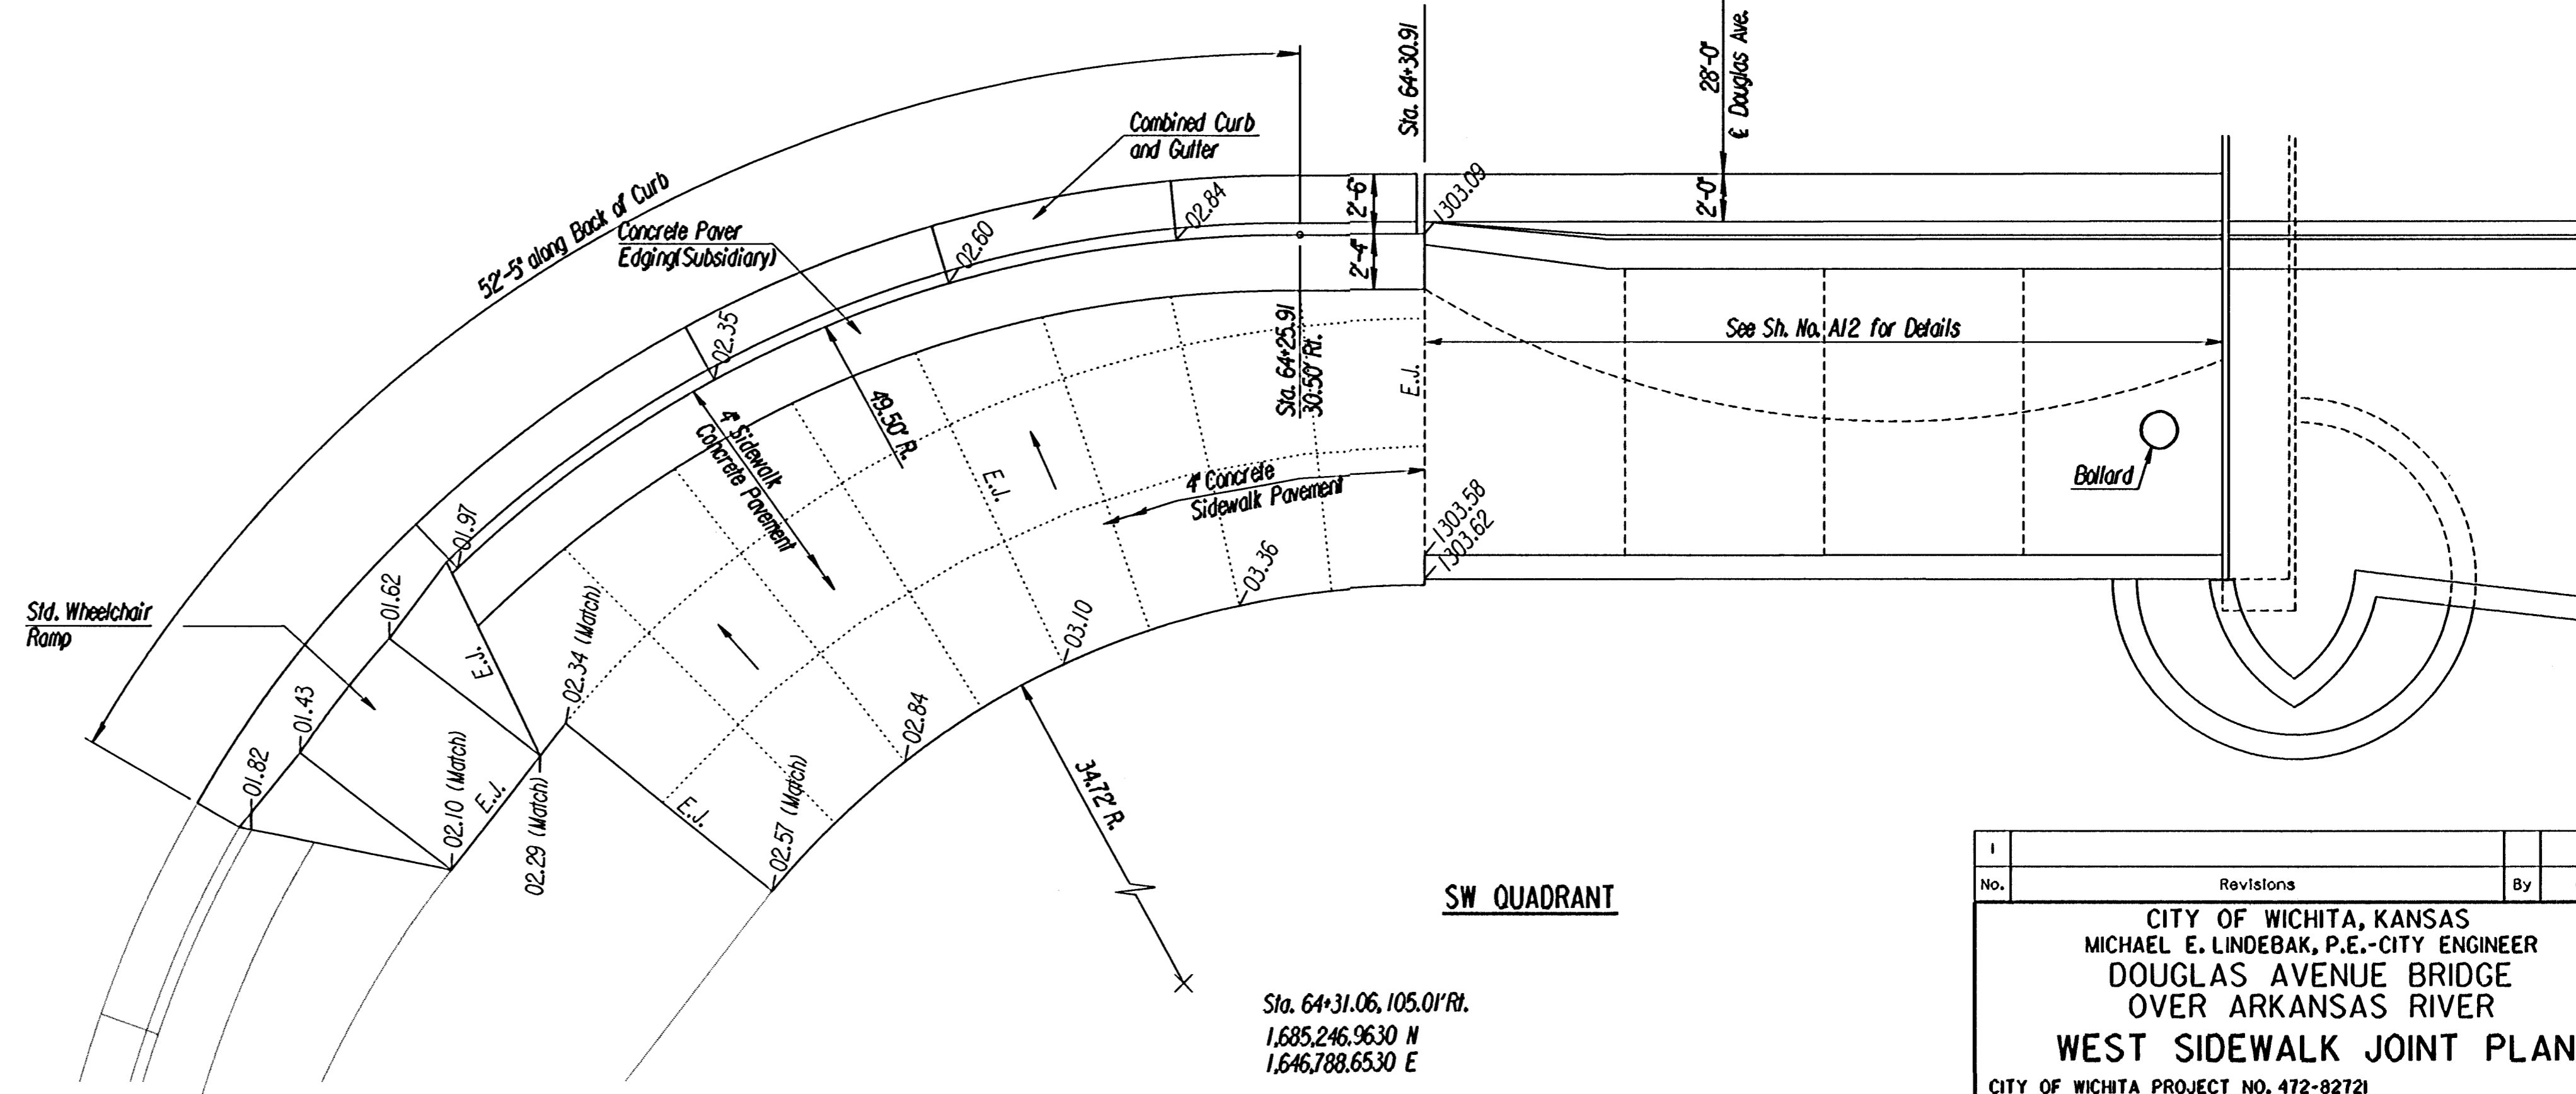 52'-5" along Back of Curb
Combined Curb
and Gutter
Concrete Paver
Edging(Subsidiary)
Sta. 64+30.91
28'-0"
℄ Douglas Ave.
2'-0"
2'-6"
2'-4"
1303.09
02.84
02.60
02.35
01.97
01.62
01.43
01.82
Sta. 64+25.91
30.50' Rt.
E.J.
See Sh. No. A12 for Details
Bollard
49.50' R.
4" Sidewalk
Concrete Pavement
E.J.
4" Concrete
Sidewalk Pavement
1303.58
1303.62
03.36
03.10
02.84
02.57 (Match)
02.34 (Match)
E.J.
Std. Wheelchair
Ramp
E.J.
02.10 (Match)
E.J.
02.29 (Match)
34.72' R.
SW QUADRANT
Sta. 64+31.06, 105.01' Rt.
1,685,246.9630 N
1,646,788.6530 E
1
No. Revisions By
CITY OF WICHITA, KANSAS
MICHAEL E. LINDEBAK, P.E.-CITY ENGINEER
DOUGLAS AVENUE BRIDGE
OVER ARKANSAS RIVER
WEST SIDEWALK JOINT PLAN
CITY OF WICHITA PROJECT NO. 472-82721